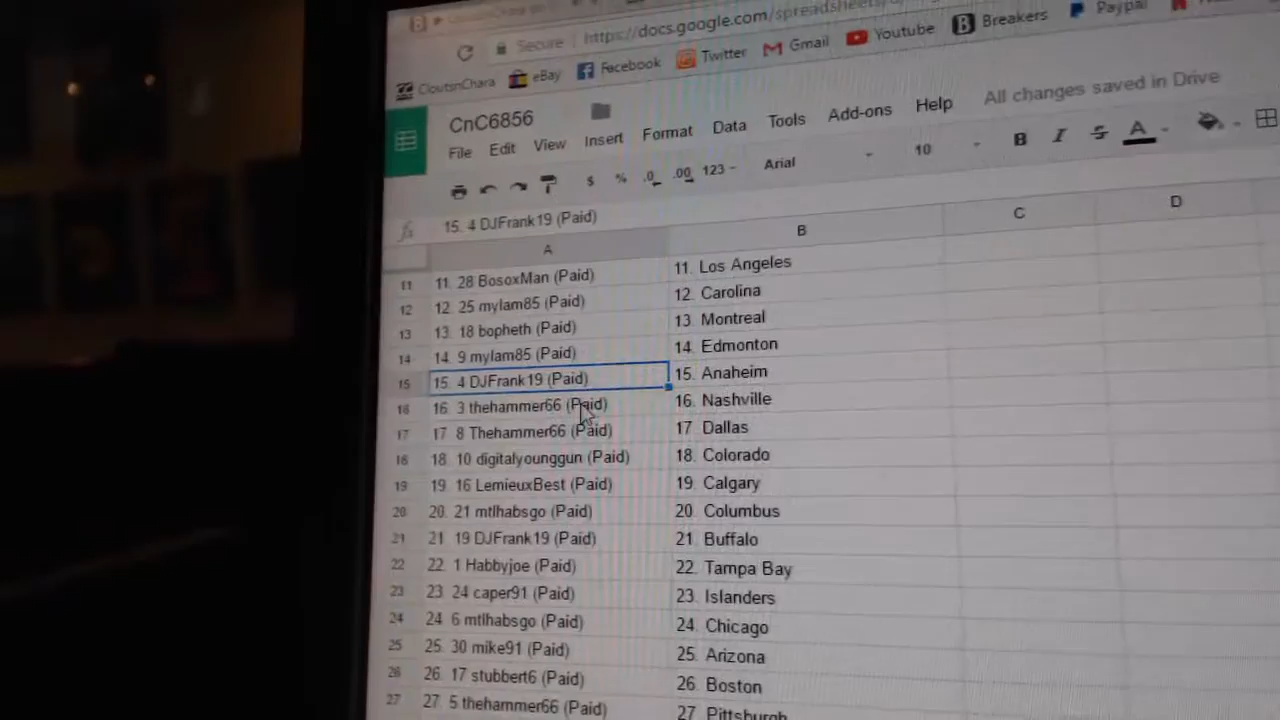 Secure https://docs.google.com/spreadsheets/
CloutsnChara eBay Facebook Twitter Gmail Youtube Breakers Paypal
CnC6856
File Edit View Insert Format Data Tools Add-ons Help All changes saved in Drive
$ % .0 .00 123 Arial 10 B I S A
fx 15. 4 DJFrank19 (Paid)
A B C D
11 11. 28 BosoxMan (Paid) 11. Los Angeles
12 12. 25 mylam85 (Paid) 12. Carolina
13 13. 18 bopheth (Paid) 13. Montreal
14 14. 9 mylam85 (Paid) 14. Edmonton
15 15. 4 DJFrank19 (Paid) 15. Anaheim
16 16. 3 thehammer66 (Paid) 16. Nashville
17 17. 8 Thehammer66 (Paid) 17. Dallas
18 18. 10 digitalyounggun (Paid) 18. Colorado
19 19. 16 LemieuxBest (Paid) 19. Calgary
20 20. 21 mtlhabsgo (Paid) 20. Columbus
21 21. 19 DJFrank19 (Paid) 21. Buffalo
22 22. 1 Habbyjoe (Paid) 22. Tampa Bay
23 23. 24 caper91 (Paid) 23. Islanders
24 24. 6 mtlhabsgo (Paid) 24. Chicago
25 25. 30 mike91 (Paid) 25. Arizona
26 26. 17 stubbert6 (Paid) 26. Boston
27 27. 5 thehammer66 (Paid) 27. Pittsburgh